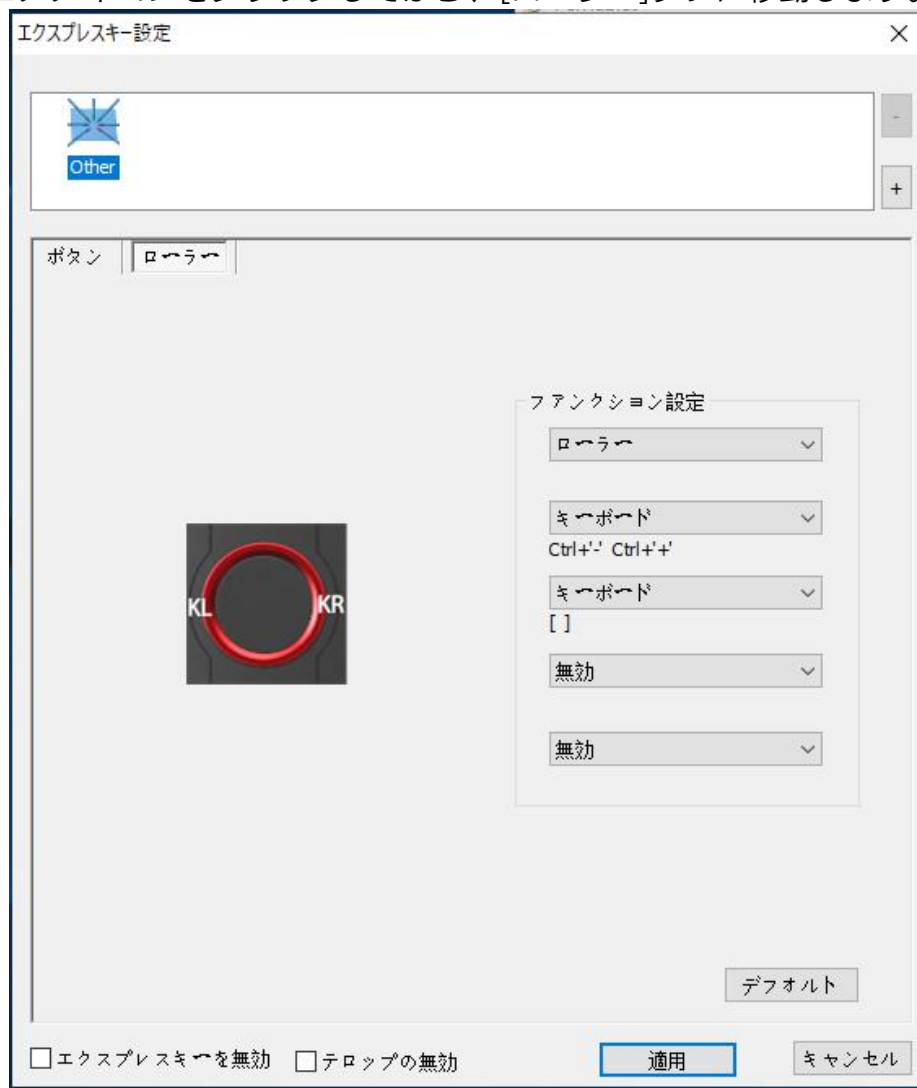 エクスプレスキー設定
Other
-
+
ボタン ローラー
ファンクション設定
ローラー
キーボード
Ctrl+'-' Ctrl+'+'
キーボード
[ ]
無効
無効
KL KR
デフォルト
エクスプレスキーを無効 テロップの無効 適用 キャンセル